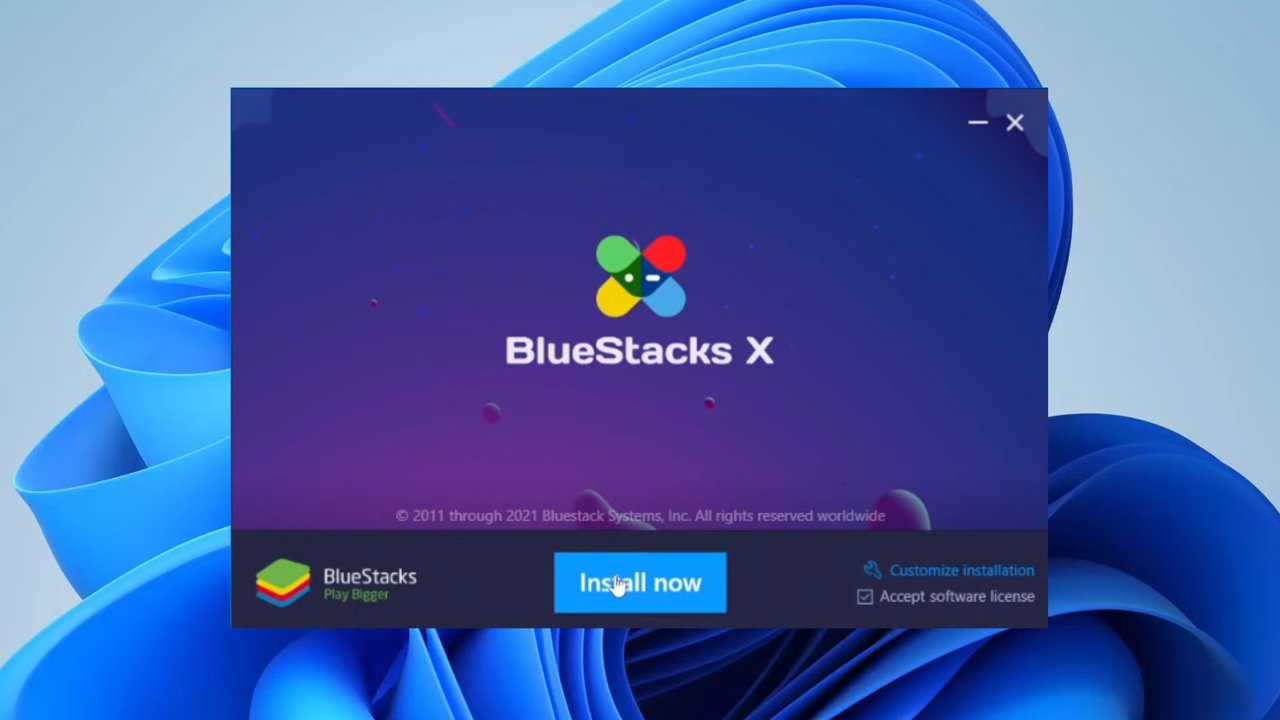 BlueStacks X
© 2011 through 2021 Bluestack Systems, Inc. All rights reserved worldwide
BlueStacks
Play Bigger
Install now
Customize installation
Accept software license